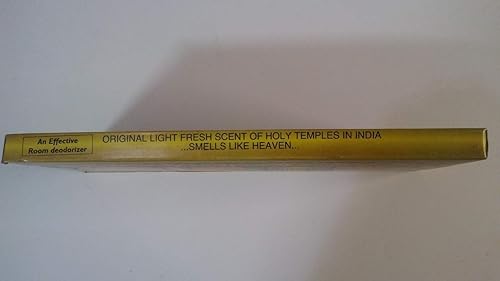 An Effective
Room deodorizer
ORIGINAL LIGHT FRESH SCENT OF HOLY TEMPLES IN INDIA
...SMELLS LIKE HEAVEN...